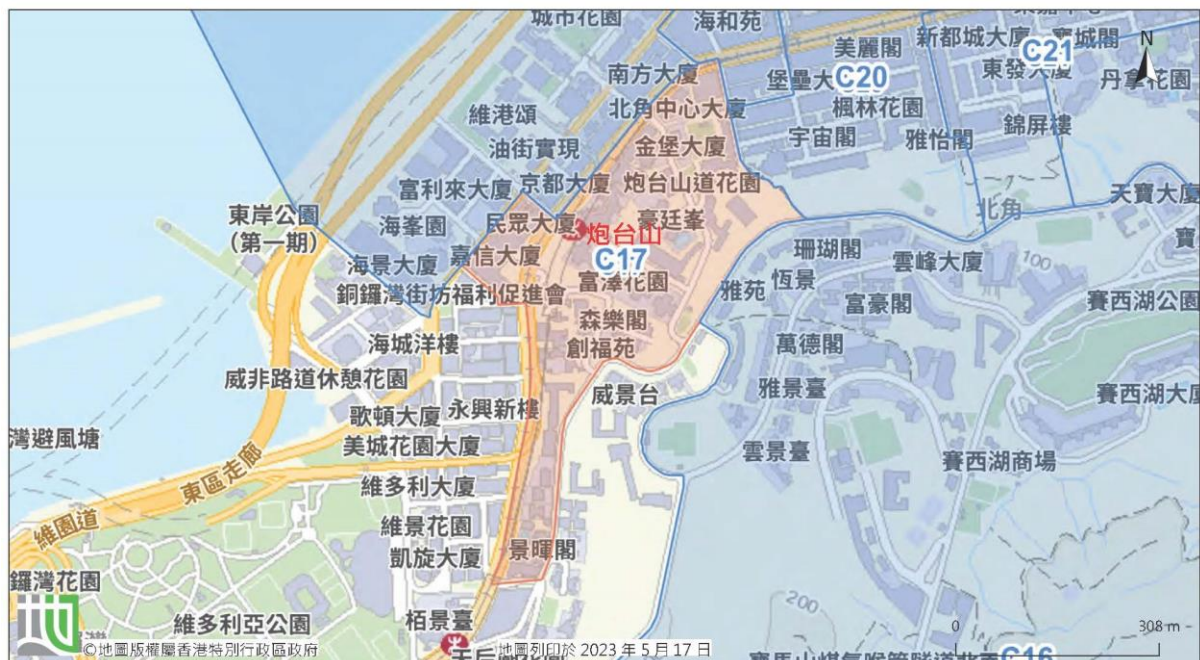 城市花園
海和苑
美麗閣
新都城大廈
寶城閣
C21
N
南方大廈
堡壘大
C20
東發大廈
丹拿花園
維港頌
北角中心大廈
楓林花園
錦屏樓
油街實現
金堡大廈
宇宙閣
雅怡閣
富利來大廈
京都大廈
炮台山道花園
天寶大廈
東岸公園
(第一期)
海峯園
民眾大廈
炮台山
豪廷峯
北角
寶
海景大廈
嘉信大廈
C17
珊瑚閣
雲峰大廈
100
銅鑼灣街坊福利促進會
富澤花園
雅苑
恆景
富豪閣
賽西湖公園
海城洋樓
森樂閣
創福苑
萬德閣
威非路道休憩花園
威景台
雅景臺
賽西湖大廈
歌頓大廈
永興新樓
灣避風塘
美城花園大廈
雲景臺
賽西湖商場
東區走廊
維多利大廈
維園道
維景花園
凱旋大廈
景暉閣
鑼灣花園
200
維多利亞公園
栢景臺
0
308 m
©地圖版權屬香港特別行政區政府
地圖列印於 2023 年 5 月 17 日
C16